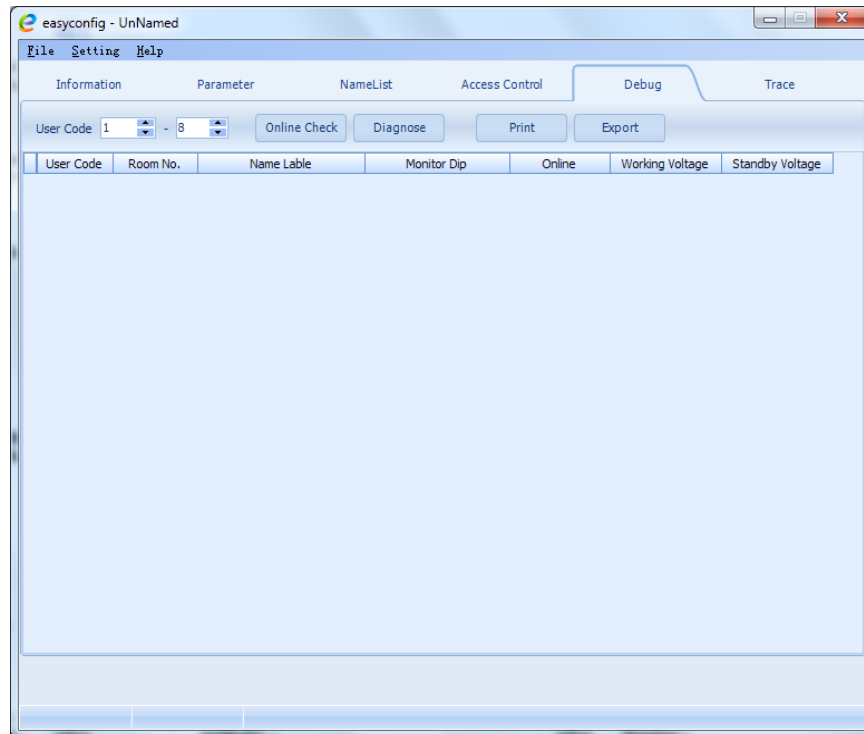 easyconfig - UnNamed
File Setting Help
Information Parameter NameList Access Control Debug Trace
User Code 1 - 8 Online Check Diagnose Print Export
User Code Room No. Name Lable Monitor Dip Online Working Voltage Standby Voltage